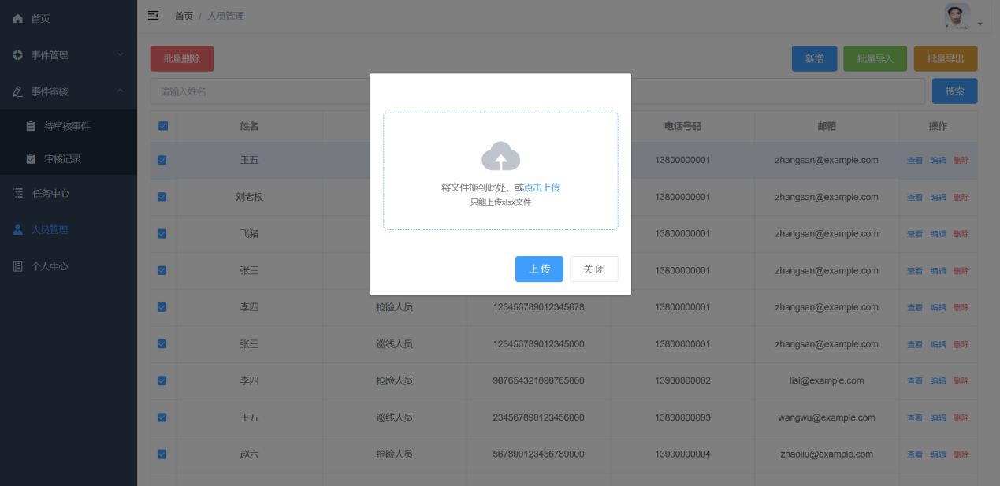 首页
事件管理
事件审核
待审核事件
审核记录
任务中心
人员管理
个人中心
首页 / 人员管理
批量删除 新增 批量导入 批量导出
请输入姓名 搜索
姓名 电话号码 邮箱 操作
王五 13800000001 zhangsan@example.com 查看 编辑 删除
刘老根 13800000001 zhangsan@example.com 查看 编辑 删除
飞猪 13800000001 zhangsan@example.com 查看 编辑 删除
张三 13800000001 zhangsan@example.com 查看 编辑 删除
李四 抢险人员 123456789012345678 13800000001 zhangsan@example.com 查看 编辑 删除
张三 巡线人员 123456789012345000 13800000001 zhangsan@example.com 查看 编辑 删除
李四 抢险人员 987654321098765000 13900000002 lisi@example.com 查看 编辑 删除
王五 巡线人员 234567890123456000 13800000003 wangwu@example.com 查看 编辑 删除
赵六 抢险人员 567890123456789000 13900000004 zhaoliu@example.com 查看 编辑 删除
将文件拖到此处，或点击上传
只能上传xlsx文件
上 传 关 闭